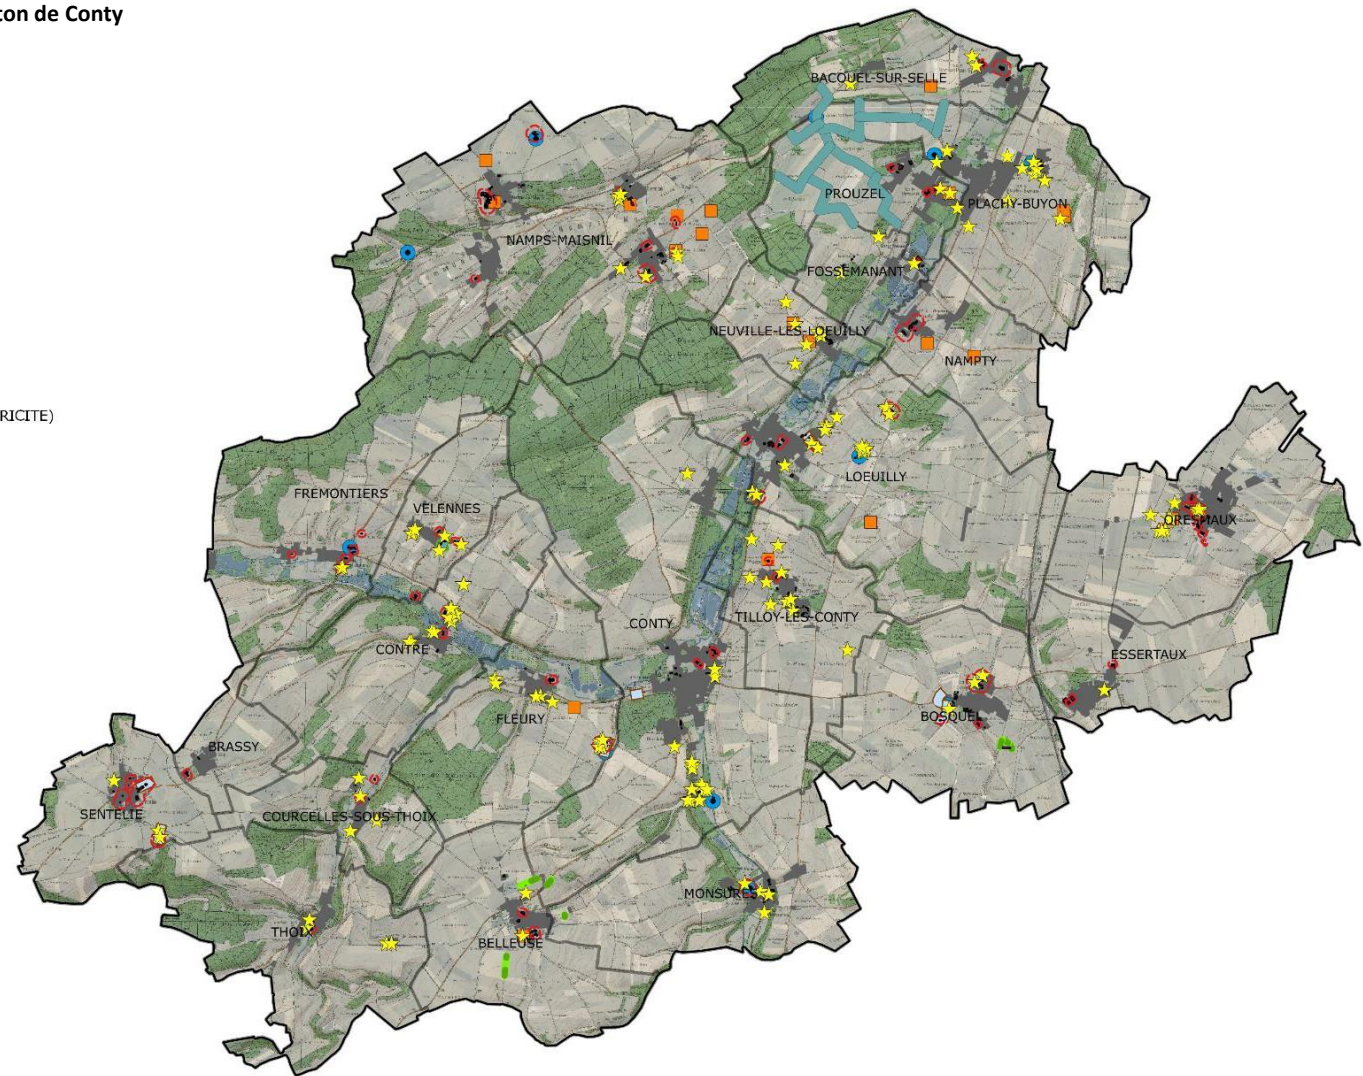 ton de Conty
BACQUEL-SUR-SELLE
PROUZEL
PLACHY-BUYON
NAMPS-MAISNIL
FOSSEMANANT
NEUVILLE-LES-LOEUILLY
NAMPTY
RICITE)
LOEUILLY
FREMONTIERS
VELENNES
ORESMAUX
TILLOY-LES-CONTY
CONTY
CONTRE
ESSERTAUX
FLEURY
BOSQUEL
BRASSY
SENTELIE
COURCELLES-SOUS-THOIX
MONSURES
THOIX
BELLEUSE